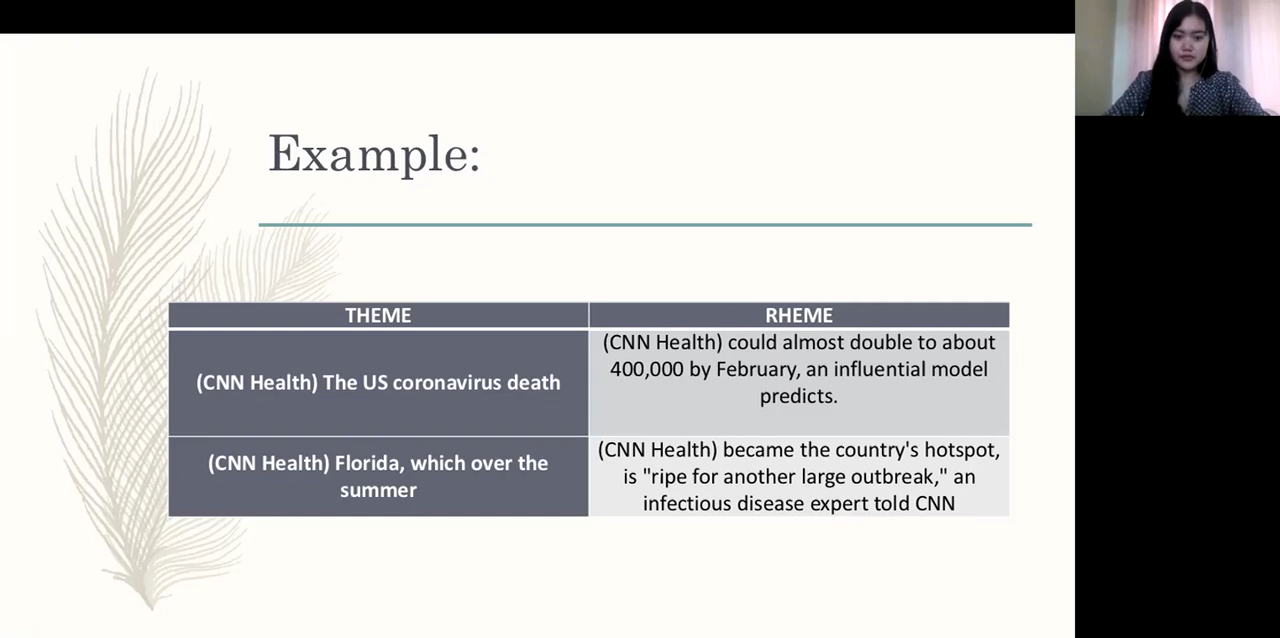 Example:
THEME
RHEME
(CNN Health) The US coronavirus death
(CNN Health) could almost double to about
400,000 by February, an influential model
predicts.
(CNN Health) Florida, which over the
summer
(CNN Health) became the country's hotspot,
is "ripe for another large outbreak," an
infectious disease expert told CNN